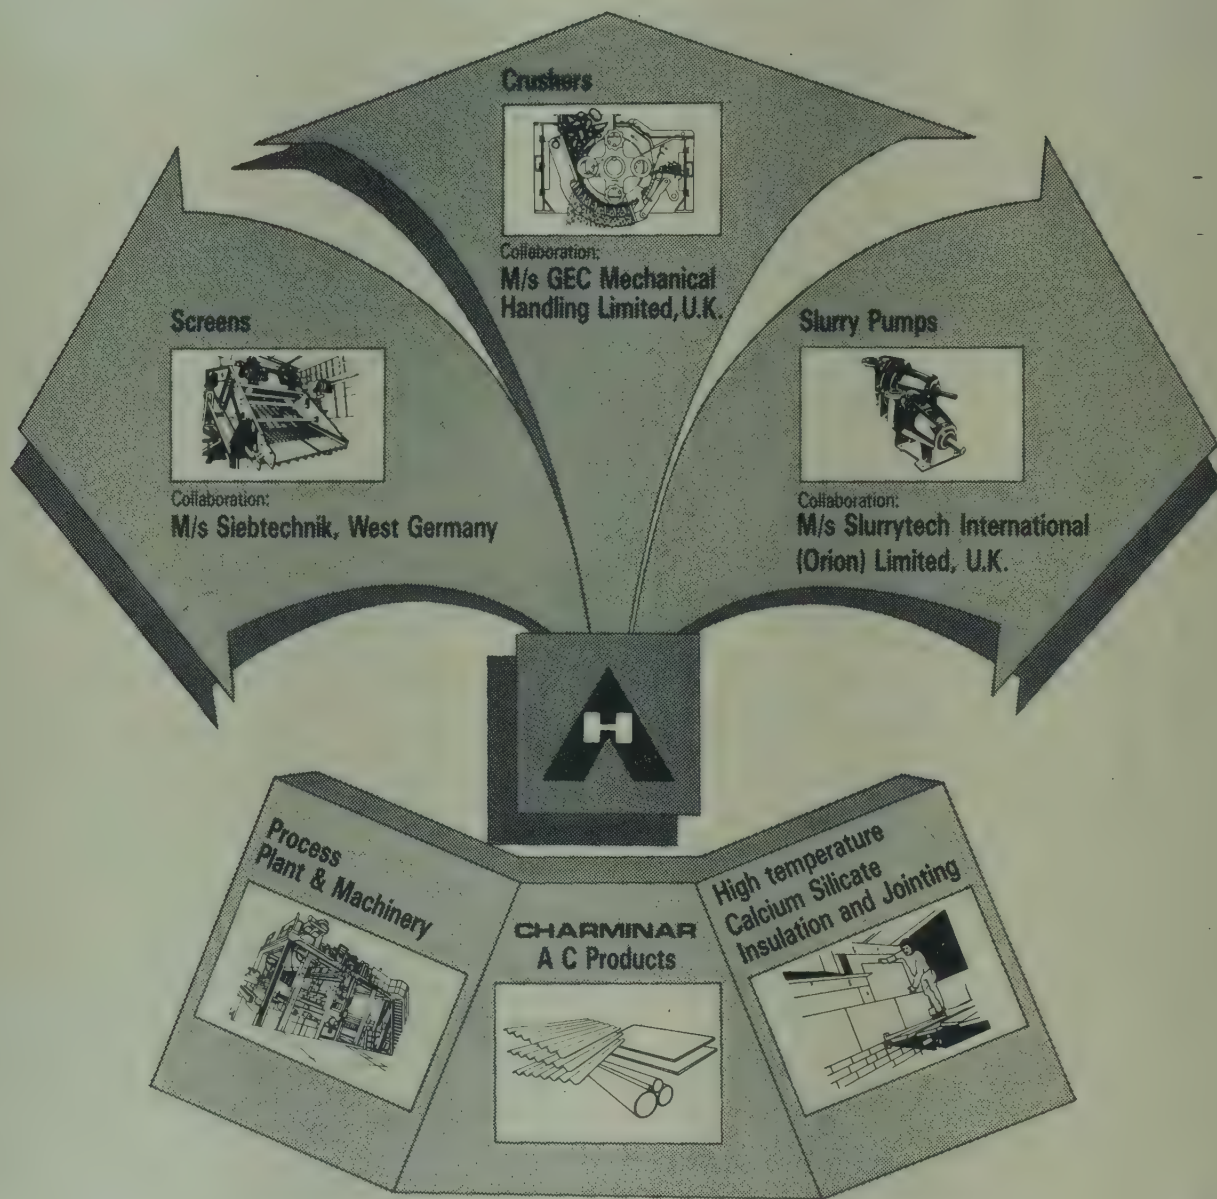 Crushers
Collaboration:
M/s GEC Mechanical
Handling Limited, U.K.
Screens
Collaboration:
M/s Siebtechnik, West Germany
Slurry Pumps
Collaboration:
M/s Slurrytech International
(Orion) Limited, U.K.
H
Process
Plant & Machinery
CHARMINAR
A C Products
High temperature
Calcium Silicate
Insulation and Jointing